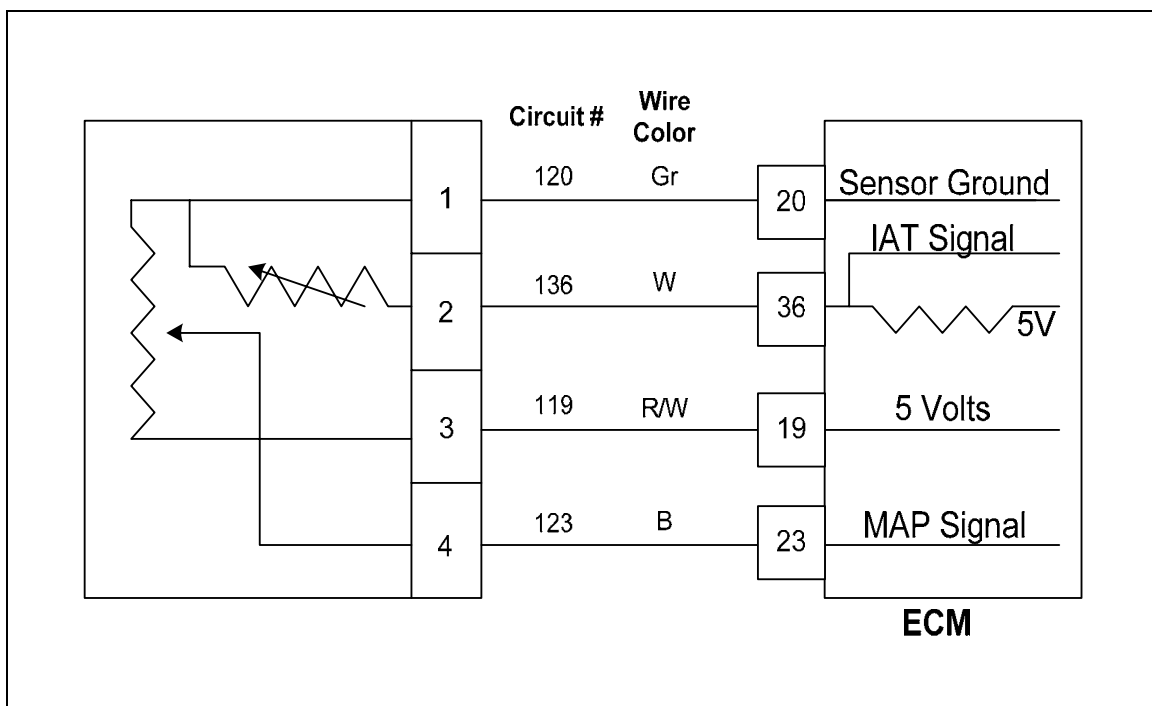 Circuit #
Wire
Color
1
120
Gr
20
Sensor Ground
IAT Signal
2
136
W
36
5V
3
119
R/W
19
5 Volts
4
123
B
23
MAP Signal
ECM